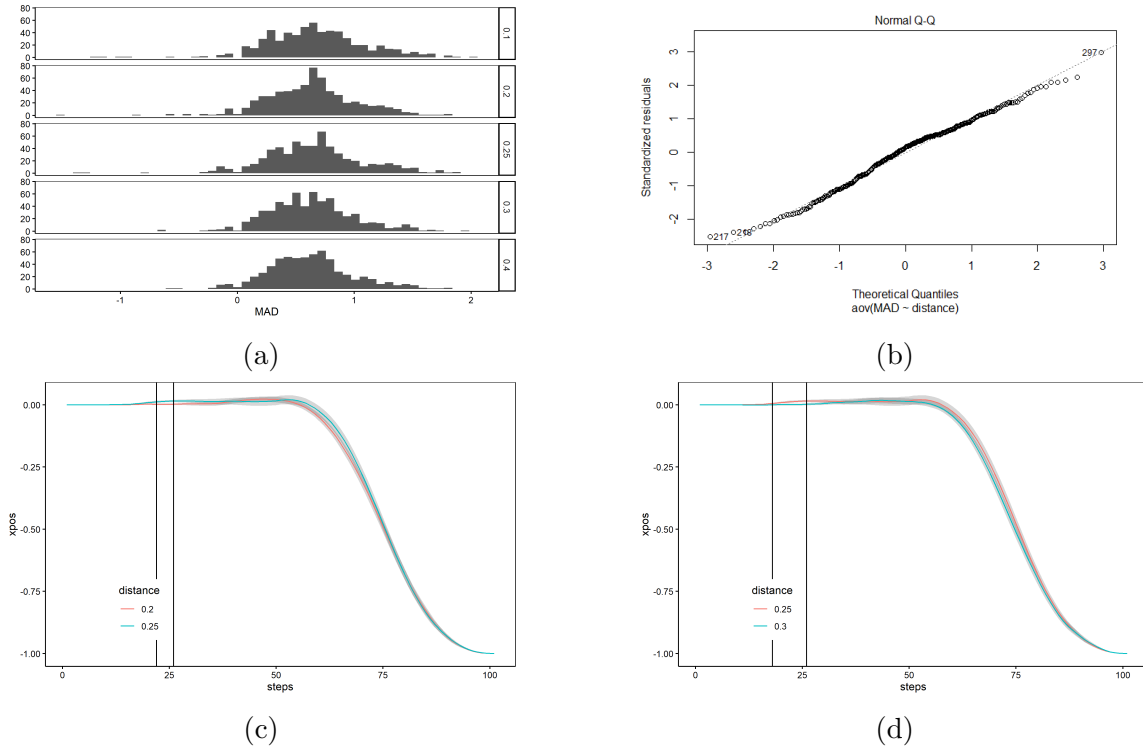 80
60
40
20
0
0.1
80
60
40
20
0
0.2
80
60
40
20
0
0.25
80
60
40
20
0
0.3
80
60
40
20
0
0.4
-1 0 1 2
MAD
(a)
Normal Q-Q
Standardized residuals
3
2
1
0
-1
-2
297
217
218
-3 -2 -1 0 1 2 3
Theoretical Quantiles
aov(MAD ~ distance)
(b)
xpos
0.00
-0.25
-0.50
-0.75
-1.00
distance
0.2
0.25
0 25 50 75 100
steps
(c)
xpos
0.00
-0.25
-0.50
-0.75
-1.00
distance
0.25
0.3
0 25 50 75 100
steps
(d)